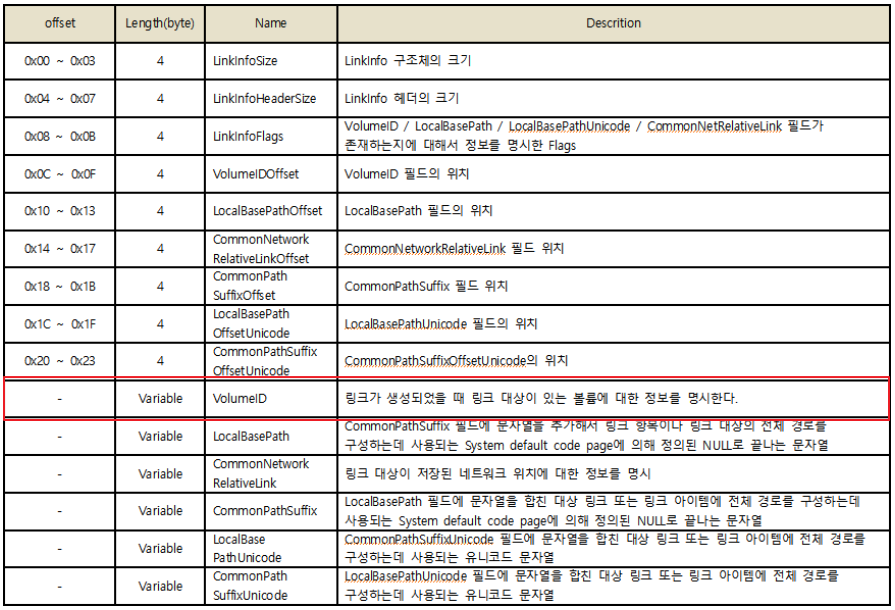 offset Length(byte) Name Descrition
0x00 ~ 0x03 4 LinkInfoSize LinkInfo 구조체의 크기
0x04 ~ 0x07 4 LinkInfoHeaderSize LinkInfo 헤더의 크기
0x08 ~ 0x0B 4 LinkInfoFlags VolumeID / LocalBasePath / LocalBasePathUnicode / CommonNetRelativeLink 필드가
존재하는지에 대해서 정보를 명시한 Flags
0x0C ~ 0x0F 4 VolumeIDOffset VolumeID 필드의 위치
0x10 ~ 0x13 4 LocalBasePathOffset LocalBasePath 필드의 위치
0x14 ~ 0x17 4 CommonNetwork
RelativeLinkOffset CommonNetworkRelativeLink 필드 위치
0x18 ~ 0x1B 4 CommonPath
SuffixOffset CommonPathSuffix 필드 위치
0x1C ~ 0x1F 4 LocalBasePath
OffsetUnicode LocalBasePathUnicode 필드의 위치
0x20 ~ 0x23 4 CommonPathSuffix
OffsetUnicode CommonPathSuffixOffsetUnicode의 위치
- Variable VolumeID 링크가 생성되었을 때 링크 대상이 있는 볼륨에 대한 정보를 명시한다.
- Variable LocalBasePath CommonPathSuffix 필드에 문자열을 추가해서 링크 항목이나 링크 대상의 전체 경로를
구성하는데 사용되는 System default code page에 의해 정의된 NULL로 끝나는 문자열
- Variable CommonNetwork
RelativeLink 링크 대상이 저장된 네트워크 위치에 대한 정보를 명시
- Variable CommonPathSuffix LocalBasePath 필드에 문자열을 합친 대상 링크 또는 링크 아이템에 전체 경로를 구성하는데
사용되는 System default code page에 의해 정의된 NULL로 끝나는 문자열
- Variable LocalBase
PathUnicode CommonPathSuffixUnicode 필드에 문자열을 합친 대상 링크 또는 링크 아이템에 전체 경로를
구성하는데 사용되는 유니코드 문자열
- Variable CommonPath
SuffixUnicode LocalBasePathUnicode 필드에 문자열을 합친 대상 링크 또는 링크 아이템에 전체 경로를
구성하는데 사용되는 유니코드 문자열